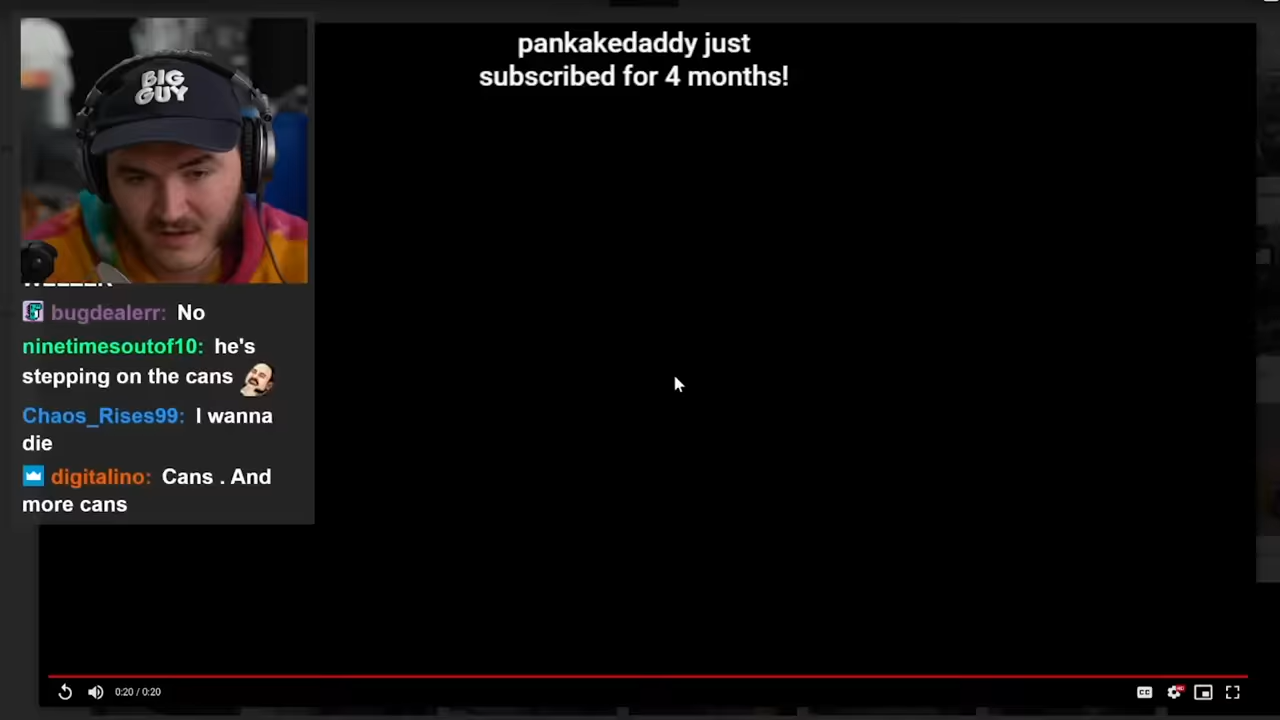 pankakedaddy just
subscribed for 4 months!
BIG
GUY
bugdealerr: No
ninetimesoutof10: he's
stepping on the cans
Chaos_Rises99: I wanna
die
digitalino: Cans . And
more cans
0:20 / 0:20
CC